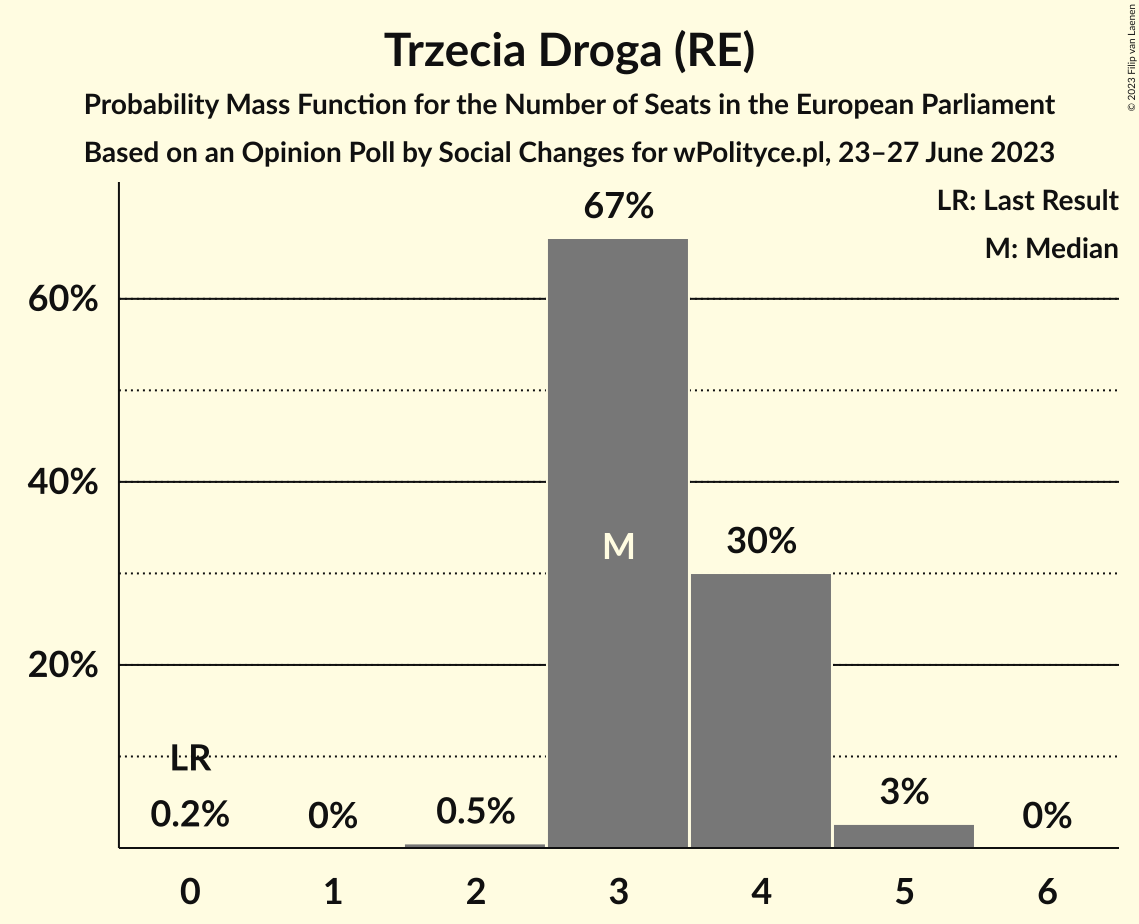 Trzecia Droga (RE)
Probability Mass Function for the Number of Seats in the European Parliament
Based on an Opinion Poll by Social Changes for wPolityce.pl, 23–27 June 2023
© 2023 Filip van Laenen
LR: Last Result
M: Median
67%
60%
40%
M
30%
20%
LR
0.2%
0%
0.5%
3%
0%
0
1
2
3
4
5
6